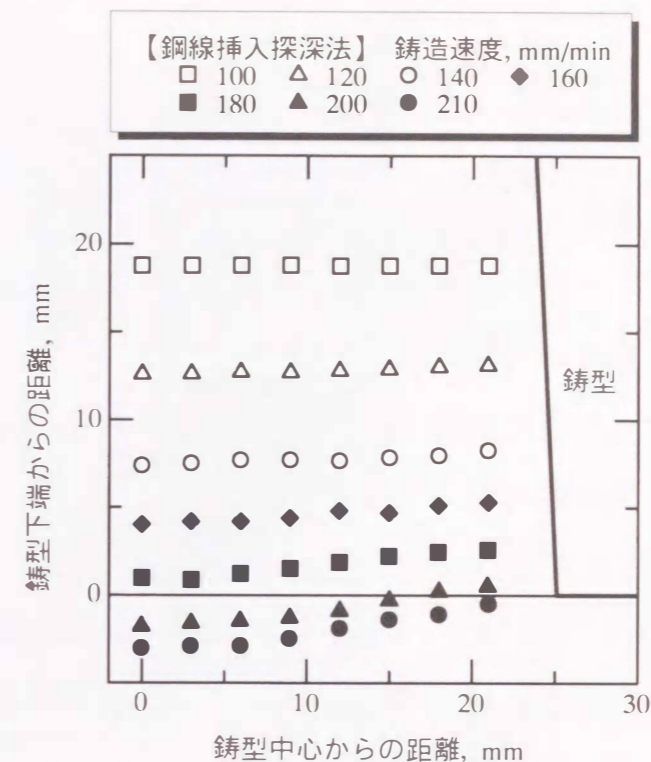 【鋼線挿入探深法】 鋳造速度, mm/min
□ 100 △ 120 ○ 140 ◆ 160
■ 180 ▲ 200 ● 210
20
10
0
鋳型下端からの距離, mm
鋳型
0 10 20 30
鋳型中心からの距離, mm